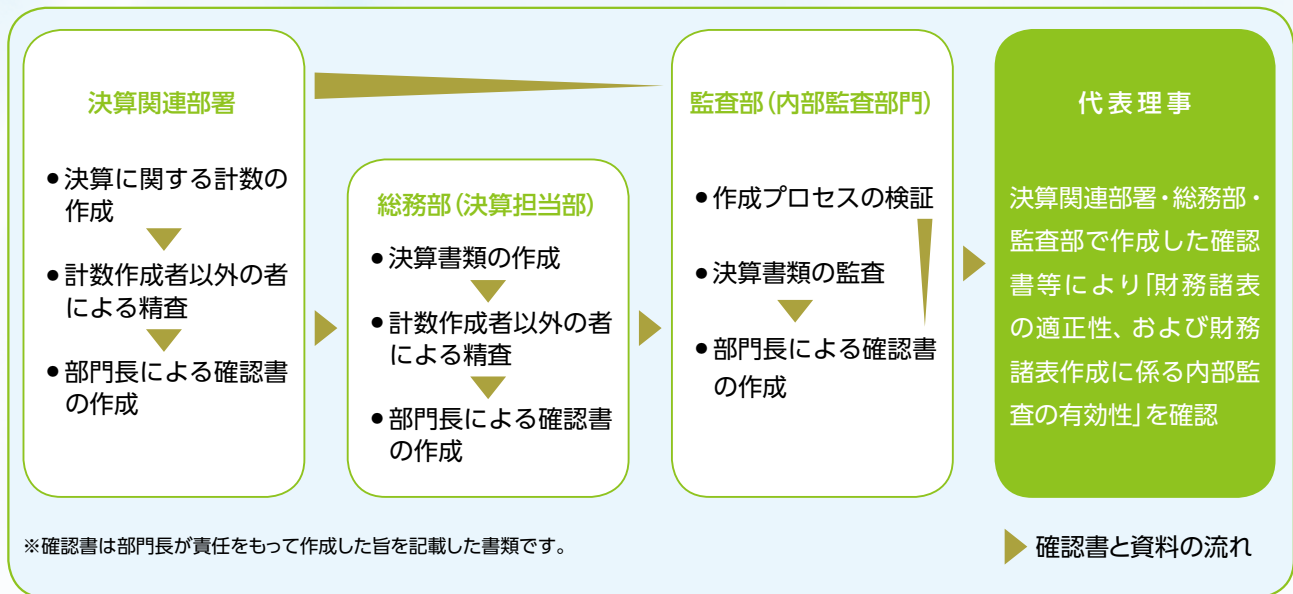 決算関連部署
●決算に関する計数の
作成
●計数作成者以外の者
による精査
●部門長による確認書
の作成
総務部(決算担当部)
●決算書類の作成
●計数作成者以外の者
による精査
●部門長による確認書
の作成
監査部(内部監査部門)
●作成プロセスの検証
●決算書類の監査
●部門長による確認書
の作成
代表理事
決算関連部署・総務部・
監査部で作成した確認
書等により「財務諸表
の適正性、および財務
諸表作成に係る内部監
査の有効性」を確認
※確認書は部門長が責任をもって作成した旨を記載した書類です。
確認書と資料の流れ